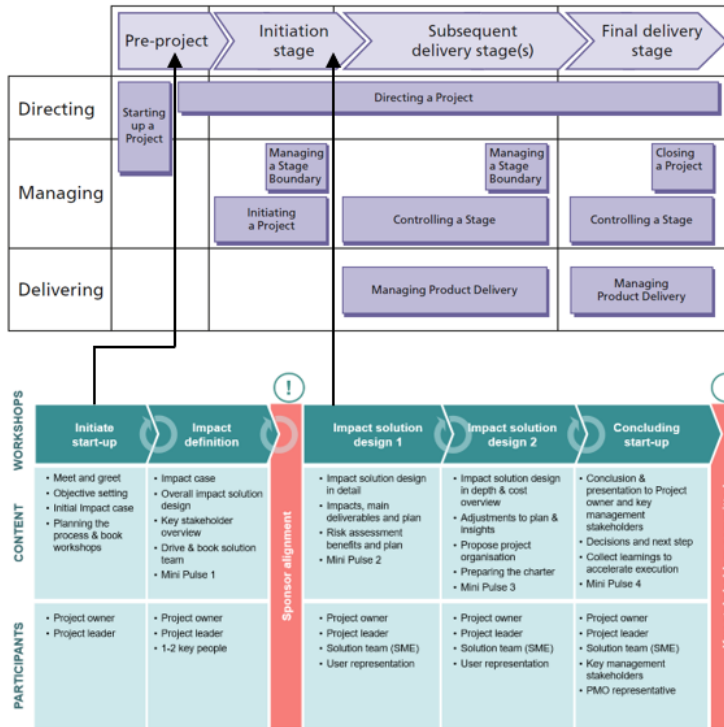 Pre-project
Initiation
stage
Subsequent
delivery stage(s)
Final delivery
stage
Directing
Starting
up a
Project
Directing a Project
Managing
Managing
a Stage
Boundary
Managing
a Stage
Boundary
Closing
a Project
Initiating
a Project
Controlling a Stage
Controlling a Stage
Delivering
Managing Product Delivery
Managing
Product Delivery
!
WORKSHOPS
Initiate
start-up
Impact
definition
Sponsor alignment
Impact solution
design 1
Impact solution
design 2
Concluding
start-up
CONTENT
• Meet and greet
• Objective setting
• Initial Impact case
• Planning the
process & book
workshops
• Impact case
• Overall impact solution
design
• Key stakeholder
overview
• Drive & book solution
team
• Mini Pulse 1
• Impact solution design
in detail
• Impacts, main
deliverables and plan
• Risk assessment
benefits and plan
• Mini Pulse 2
• Impact solution design
in depth & cost
overview
• Adjustments to plan &
insights
• Propose project
organisation
• Preparing the charter
• Mini Pulse 3
• Conclusion &
presentation to Project
owner and key
management
stakeholders
• Decisions and next step
• Collect learnings to
accelerate execution
• Mini Pulse 4
PARTICIPANTS
• Project owner
• Project leader
• Project owner
• Project leader
• 1-2 key people
• Project owner
• Project leader
• Solution team (SME)
• User representation
• Project owner
• Project leader
• Solution team (SME)
• User representation
• Project owner
• Project leader
• Solution team (SME)
• Key management
stakeholders
• PMO representative